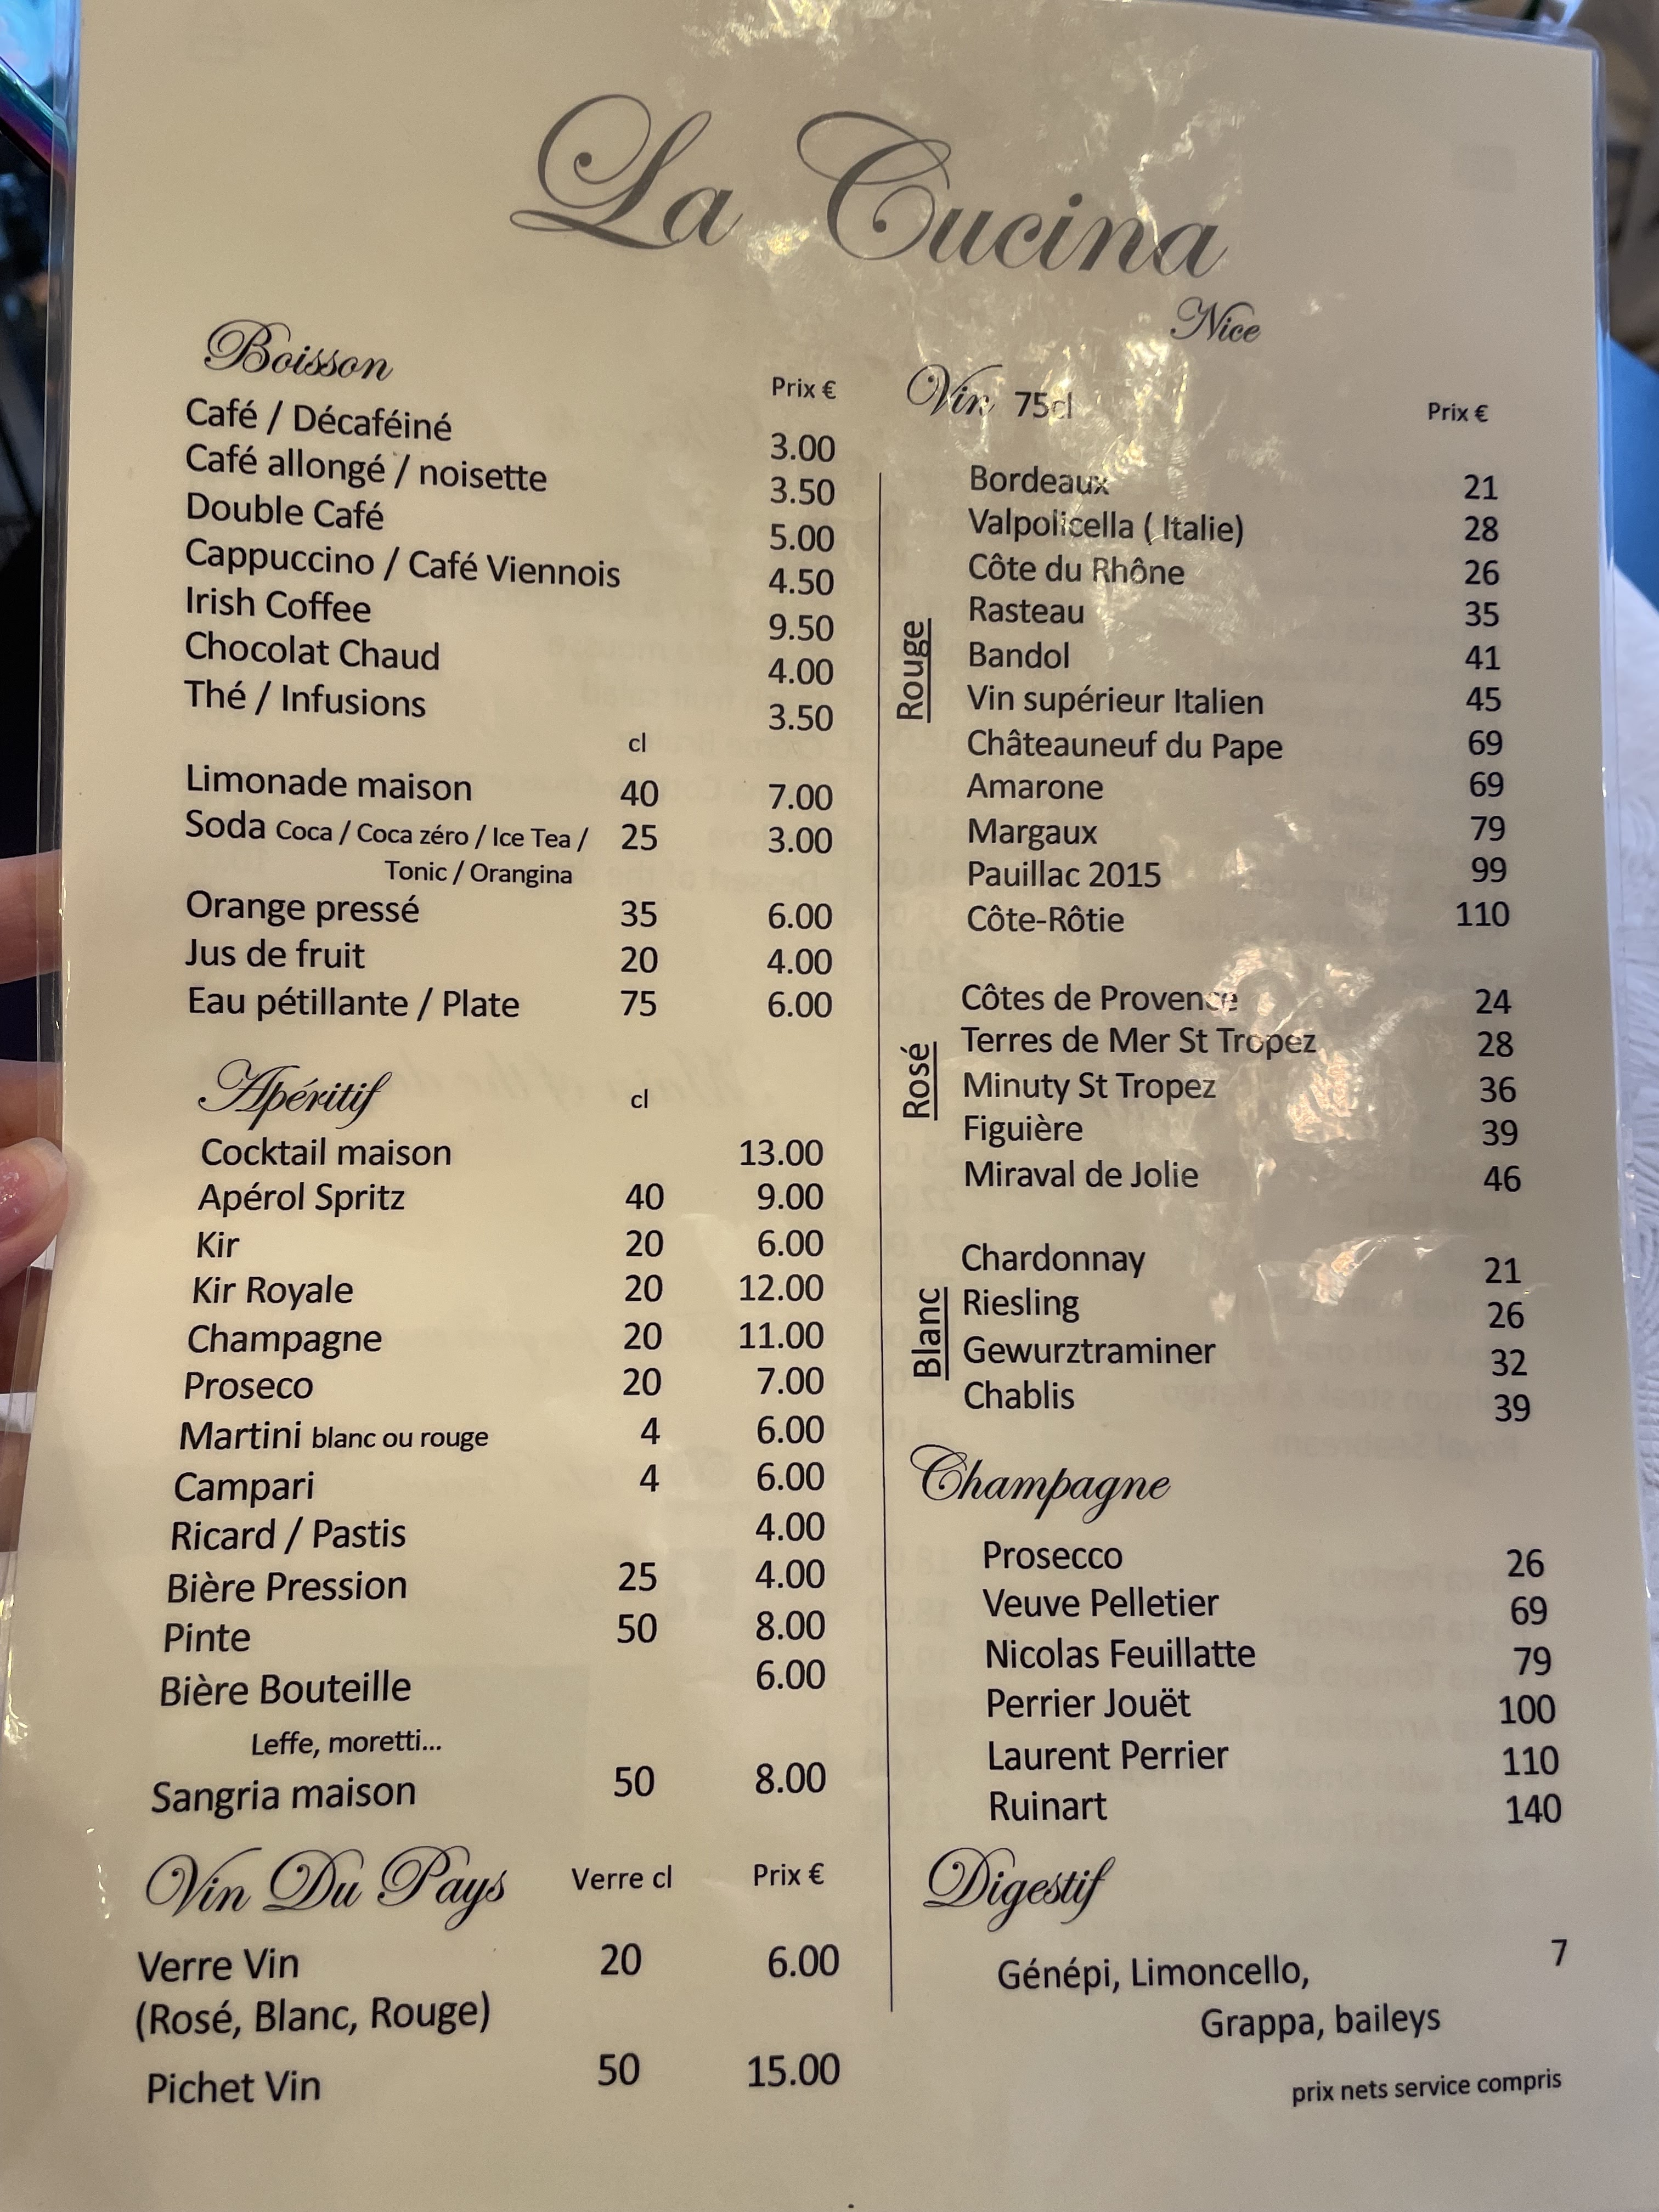 La Cucina
Nice
Boisson
Prix €
Café / Décaféiné 3.00
Café allongé / noisette 3.50
Double Café 5.00
Cappuccino / Café Viennois 4.50
Irish Coffee 9.50
Chocolat Chaud 4.00
Thé / Infusions 3.50
cl
Limonade maison 40 7.00
Soda Coca / Coca zéro / Ice Tea / 25 3.00
Tonic / Orangina
Orange pressé 35 6.00
Jus de fruit 20 4.00
Eau pétillante / Plate 75 6.00
Apéritif cl
Cocktail maison 13.00
Apérol Spritz 40 9.00
Kir 20 6.00
Kir Royale 20 12.00
Champagne 20 11.00
Proseco 20 7.00
Martini blanc ou rouge 4 6.00
Campari 4 6.00
Ricard / Pastis 4.00
Bière Pression 25 4.00
Pinte 50 8.00
Bière Bouteille 6.00
Leffe, moretti...
Sangria maison 50 8.00
Vin Du Pays Verre cl Prix €
Verre Vin 20 6.00
(Rosé, Blanc, Rouge)
Pichet Vin 50 15.00
Vin 75cl Prix €
Rouge
Bordeaux 21
Valpolicella ( Italie) 28
Côte du Rhône 26
Rasteau 35
Bandol 41
Vin supérieur Italien 45
Châteauneuf du Pape 69
Amarone 69
Margaux 79
Pauillac 2015 99
Côte-Rôtie 110
Rosé
Côtes de Provence 24
Terres de Mer St Tropez 28
Minuty St Tropez 36
Figuière 39
Miraval de Jolie 46
Blanc
Chardonnay 21
Riesling 26
Gewurztraminer 32
Chablis 39
Champagne
Prosecco 26
Veuve Pelletier 69
Nicolas Feuillatte 79
Perrier Jouët 100
Laurent Perrier 110
Ruinart 140
Digestif
Génépi, Limoncello, 7
Grappa, baileys
prix nets service compris